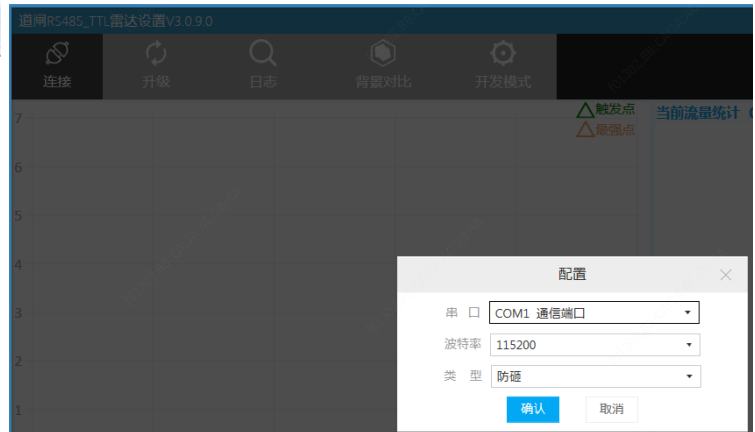 道闸RS485_TTL雷达设置V3.0.9.0
连接 升级 日志 背景对比 开发模式
触发点
最强点
当前流量统计
7
6
5
4
3
2
1
配置
串 口 COM1 通信端口
波特率 115200
类 型 防砸
确认 取消